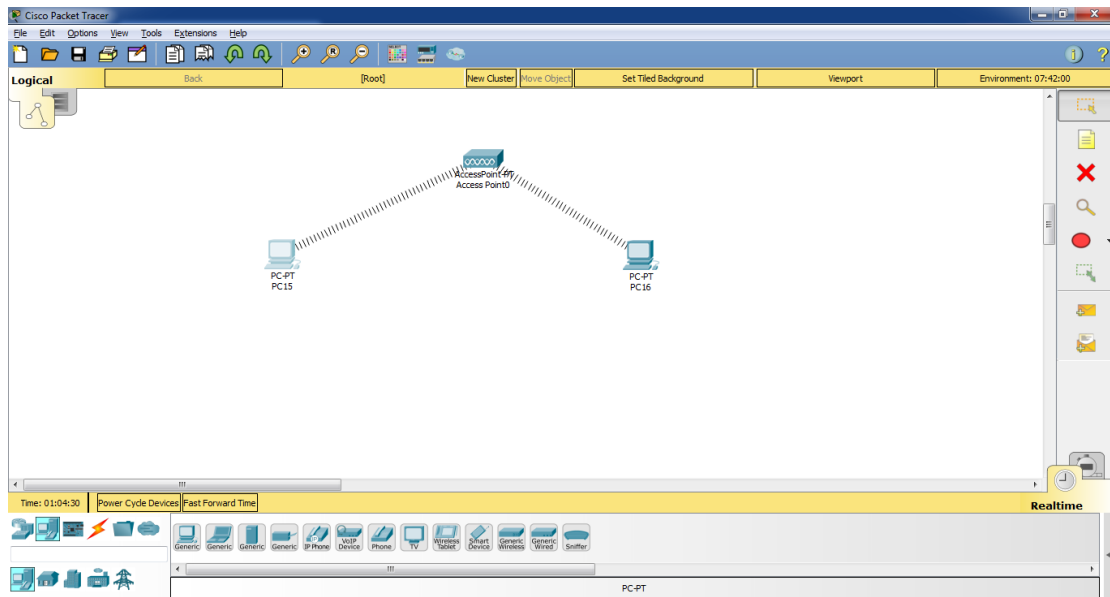 Cisco Packet Tracer
File Edit Options View Tools Extensions Help
Logical Back [Root] New Cluster Move Object Set Tiled Background Viewport Environment: 07:42:00
AccessPoint-PT
Access Point0
PC-PT
PC15
PC-PT
PC16
Time: 01:04:30 Power Cycle Devices Fast Forward Time
Realtime
Generic Generic Generic Generic IP Phone VoIP Device Phone TV Wireless Tablet Smart Device Generic Wireless Generic Wired Sniffer
PC-PT